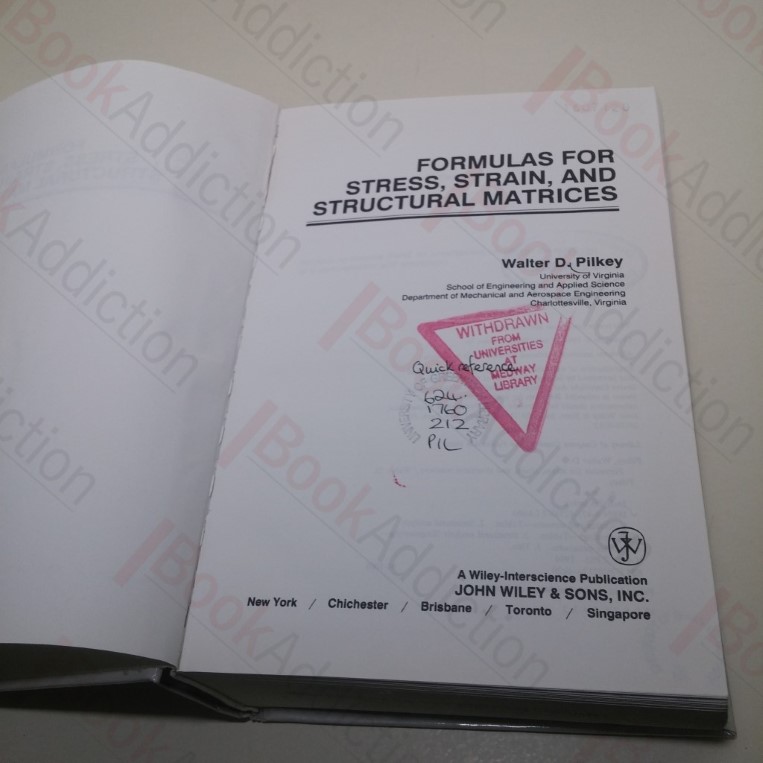 FORMULAS FOR
STRESS, STRAIN, AND
STRUCTURAL MATRICES
Walter D. Pilkey
University of Virginia
School of Engineering and Applied Science
Department of Mechanical and Aerospace Engineering
Charlottesville, Virginia
WITHDRAWN
FROM
UNIVERSITIES
AT
MEDWAY
LIBRARY
Quick reference
624.
1760
212
PIL
JW
A Wiley-Interscience Publication
JOHN WILEY & SONS, INC.
New York / Chichester / Brisbane / Toronto / Singapore
BookAddiction